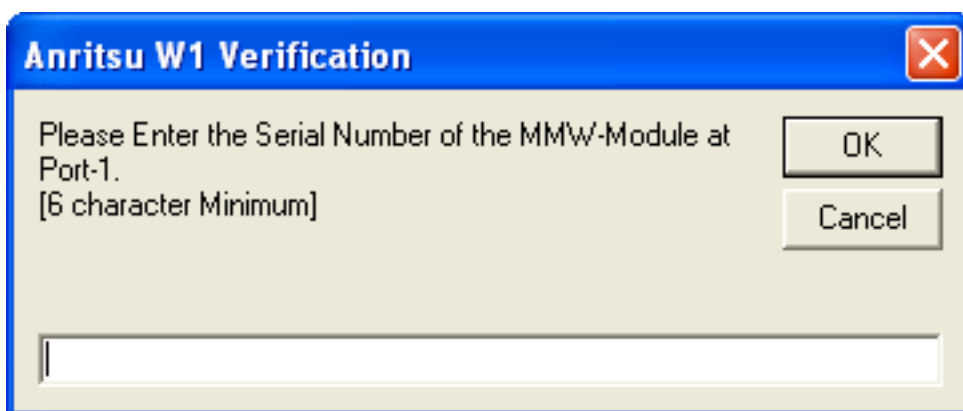 Anritsu W1 Verification
Please Enter the Serial Number of the MMW-Module at
Port-1.
[6 character Minimum]
OK
Cancel